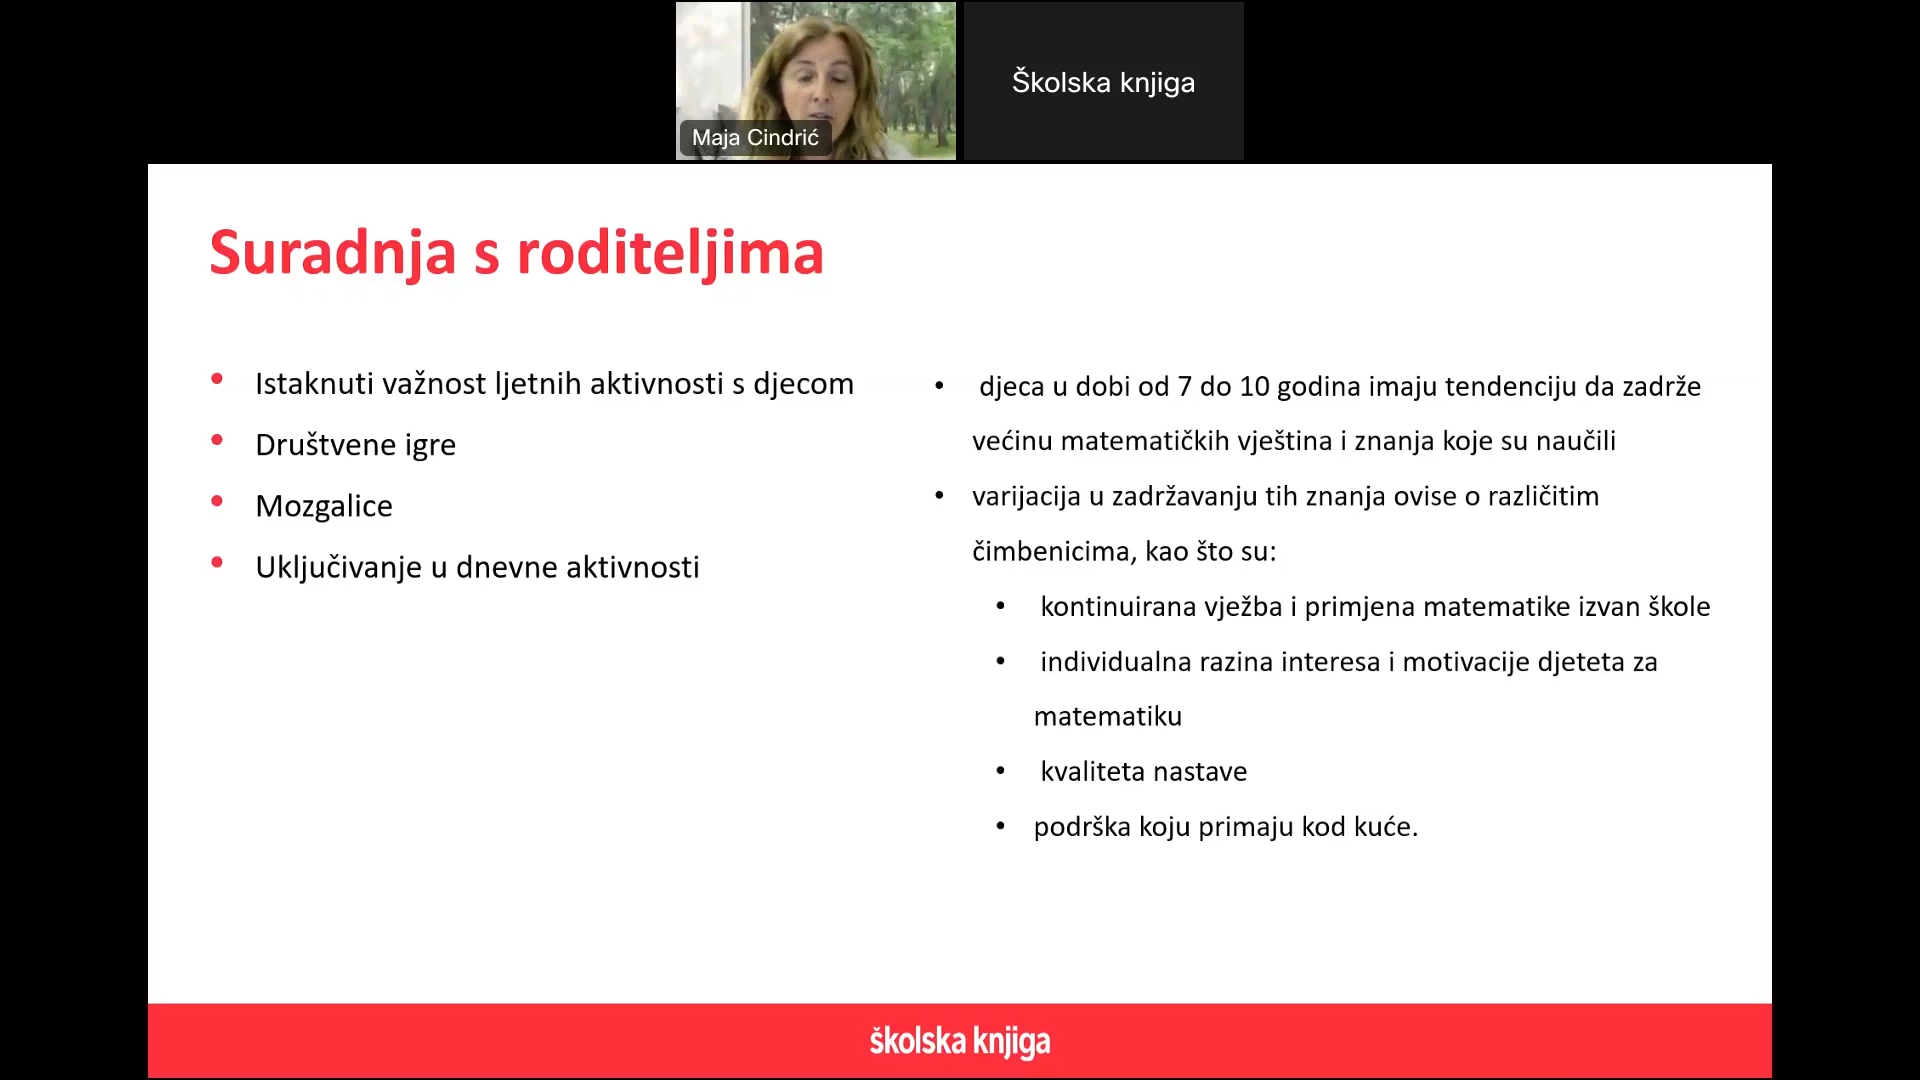 Maja Cindrić
Školska knjiga
Suradnja s roditeljima
• Istaknuti važnost ljetnih aktivnosti s djecom
• Društvene igre
• Mozgalice
• Uključivanje u dnevne aktivnosti
• djeca u dobi od 7 do 10 godina imaju tendenciju da zadrže
većinu matematičkih vještina i znanja koje su naučili
• varijacija u zadržavanju tih znanja ovise o različitim
čimbenicima, kao što su:
• kontinuirana vježba i primjena matematike izvan škole
• individualna razina interesa i motivacije djeteta za
matematiku
• kvaliteta nastave
• podrška koju primaju kod kuće.
školska knjiga